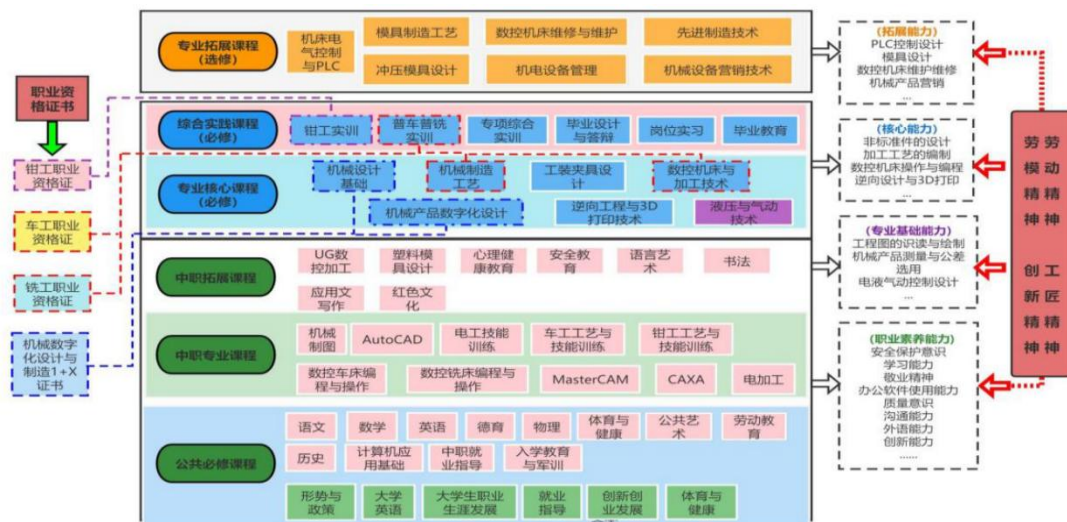 职业资
格证书
钳工职业
资格证
车工职业
资格证
铣工职业
资格证
机械数字
化设计与
制造1+X
证书
专业拓展课程
(选修)
机床电
气控制
与PLC
模具制造工艺
数控机床维修与维护
先进制造技术
冲压模具设计
机电设备管理
机械设备营销技术
综合实践课程
(必修)
钳工实训
普车普铣
实训
专项综合
实训
毕业设计
与答辩
岗位实习
毕业教育
专业核心课程
(必修)
机械设计
基础
机械制造
工艺
工装夹具设
计
数控机床与
加工技术
机械产品数字化设计
逆向工程与3D
打印技术
液压与气动
技术
中职拓展课程
UG数
控加工
塑料模
具设计
心理健
康教育
安全教
育
语言艺
术
书法
应用文
写作
红色文
化
中职专业课程
机械
制图
AutoCAD
电工技能
训练
车工工艺与
技能训练
钳工工艺与
技能训练
数控车床编
程与操作
数控铣床编程与
操作
MasterCAM
CAXA
电加工
公共必修课程
语文
数学
英语
德育
物理
体育与
健康
公共艺
术
劳动教
育
历史
计算机应
用基础
中职就
业指导
入学教育
与军训
形势与
政策
大学
英语
大学生职业
生涯发展
就业
指导
创新创
业发展
体育与
健康
(拓展能力)
PLC控制设计
模具设计
数控机床维护维修
机械产品营销
...
(核心能力)
非标准件的设计
加工工艺的编制
数控机床操作与编程
逆向设计与3D打印
...
(专业基础能力)
工程图的识读与绘制
机械产品测量与公差
选用
电液气动控制设计
...
(职业素养能力)
安全保护意识
学习能力
敬业精神
办公软件使用能力
质量意识
沟通能力
外语能力
创新能力
......
劳动精神 工匠精神
劳模精神 创新精神